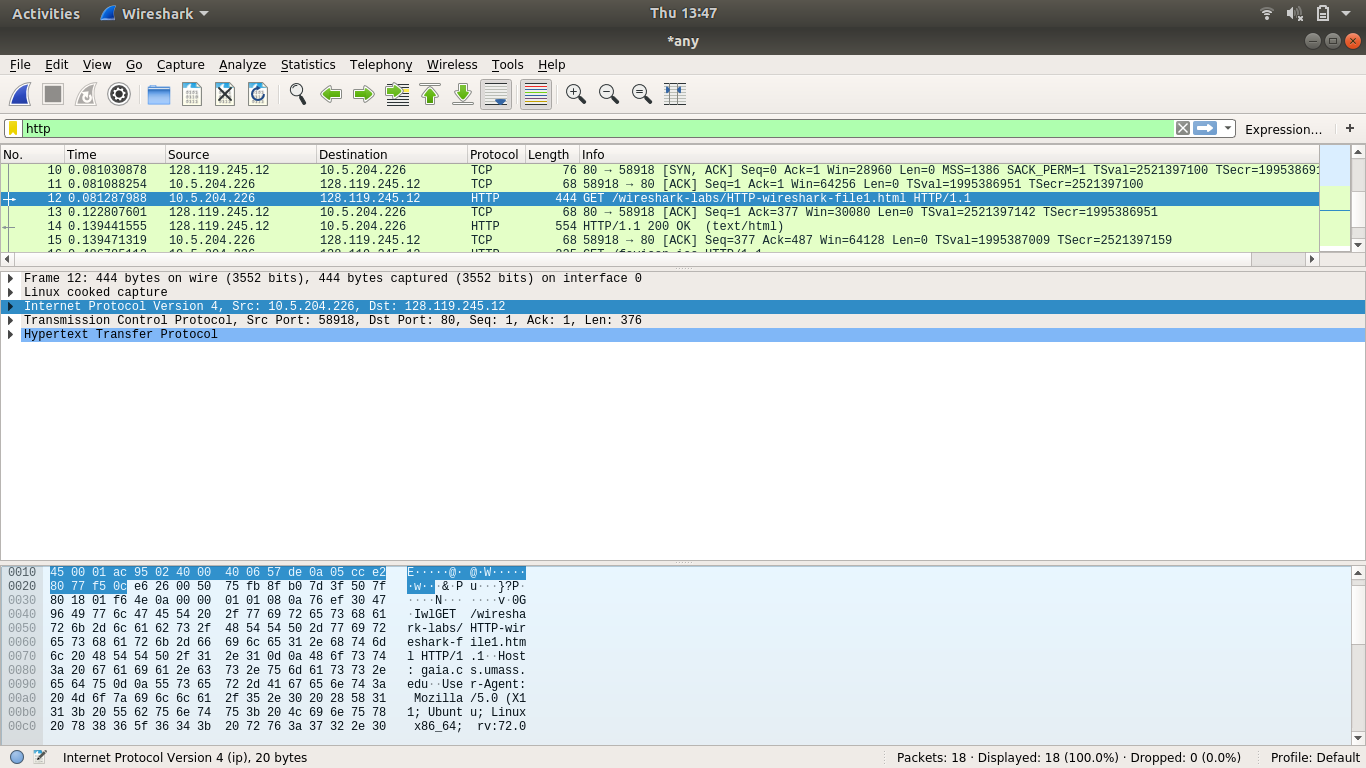 Activities Wireshark Thu 13:47
*any
File Edit View Go Capture Analyze Statistics Telephony Wireless Tools Help
http Expression… +
No. Time Source Destination Protocol Length Info
10 0.081030878 128.119.245.12 10.5.204.226 TCP 76 80 → 58918 [SYN, ACK] Seq=0 Ack=1 Win=28960 Len=0 MSS=1386 SACK_PERM=1 TSval=2521397100 TSecr=199538691
11 0.081088254 10.5.204.226 128.119.245.12 TCP 68 58918 → 80 [ACK] Seq=1 Ack=1 Win=64256 Len=0 TSval=1995386951 TSecr=2521397100
12 0.081287988 10.5.204.226 128.119.245.12 HTTP 444 GET /wireshark-labs/HTTP-wireshark-file1.html HTTP/1.1
13 0.122807601 128.119.245.12 10.5.204.226 TCP 68 80 → 58918 [ACK] Seq=1 Ack=377 Win=30080 Len=0 TSval=2521397142 TSecr=1995386951
14 0.139441555 128.119.245.12 10.5.204.226 HTTP 554 HTTP/1.1 200 OK (text/html)
15 0.139471319 10.5.204.226 128.119.245.12 TCP 68 58918 → 80 [ACK] Seq=377 Ack=487 Win=64128 Len=0 TSval=1995387009 TSecr=2521397159
Frame 12: 444 bytes on wire (3552 bits), 444 bytes captured (3552 bits) on interface 0
Linux cooked capture
Internet Protocol Version 4, Src: 10.5.204.226, Dst: 128.119.245.12
Transmission Control Protocol, Src Port: 58918, Dst Port: 80, Seq: 1, Ack: 1, Len: 376
Hypertext Transfer Protocol
0010 45 00 01 ac 95 02 40 00 40 06 57 de 0a 05 cc e2 E·····@· @·W·····
0020 80 77 f5 0c e6 26 00 50 75 fb 8f b0 7d 3f 50 7f ·w···&·P u···}?P·
0030 80 18 01 f6 4e 0a 00 00 01 01 08 0a 76 ef 30 47 ····N··· ····v·0G
0040 96 49 77 6c 47 45 54 20 2f 77 69 72 65 73 68 61 ·IwlGET /wiresha
0050 72 6b 2d 6c 61 62 73 2f 48 54 54 50 2d 77 69 72 rk-labs/ HTTP-wir
0060 65 73 68 61 72 6b 2d 66 69 6c 65 31 2e 68 74 6d eshark-f ile1.htm
0070 6c 20 48 54 54 50 2f 31 2e 31 0d 0a 48 6f 73 74 l HTTP/1 .1··Host
0080 3a 20 67 61 69 61 2e 63 73 2e 75 6d 61 73 73 2e : gaia.c s.umass.
0090 65 64 75 0d 0a 55 73 65 72 2d 41 67 65 6e 74 3a edu··Use r-Agent:
00a0 20 4d 6f 7a 69 6c 6c 61 2f 35 2e 30 20 28 58 31 Mozilla /5.0 (X1
00b0 31 3b 20 55 62 75 6e 74 75 3b 20 4c 69 6e 75 78 1; Ubunt u; Linux
00c0 20 78 38 36 5f 36 34 3b 20 72 76 3a 37 32 2e 30 x86_64; rv:72.0
Internet Protocol Version 4 (ip), 20 bytes Packets: 18 · Displayed: 18 (100.0%) · Dropped: 0 (0.0%) Profile: Default